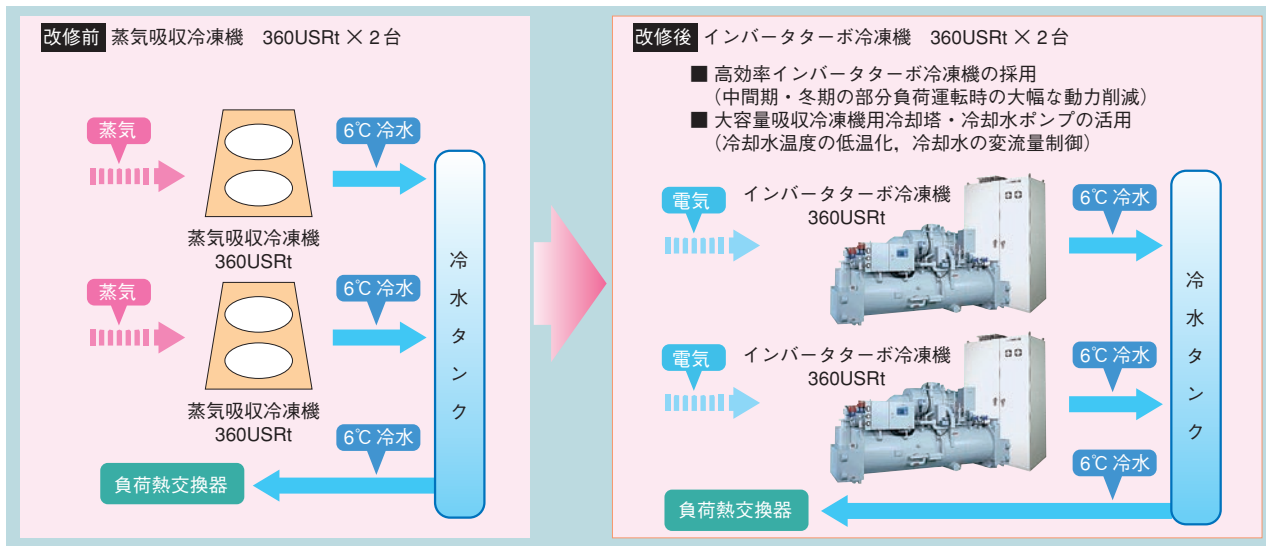 改修前 蒸気吸収冷凍機 360USRt × 2台
蒸気
6℃ 冷水
蒸気吸収冷凍機
360USRt
蒸気
6℃ 冷水
蒸気吸収冷凍機
360USRt
6℃ 冷水
冷水タンク
負荷熱交換器
改修後 インバータターボ冷凍機 360USRt × 2台
■ 高効率インバータターボ冷凍機の採用
（中間期・冬期の部分負荷運転時の大幅な動力削減）
■ 大容量吸収冷凍機用冷却塔・冷却水ポンプの活用
（冷却水温度の低温化，冷却水の変流量制御）
電気
インバータターボ冷凍機
360USRt
6℃ 冷水
電気
インバータターボ冷凍機
360USRt
6℃ 冷水
6℃ 冷水
冷水タンク
負荷熱交換器